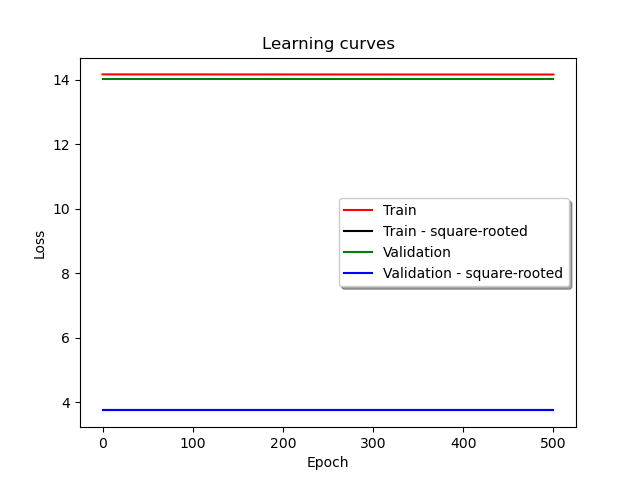 Learning curves
14
12
10
8
6
4
Loss
Train
Train - square-rooted
Validation
Validation - square-rooted
0 100 200 300 400 500
Epoch